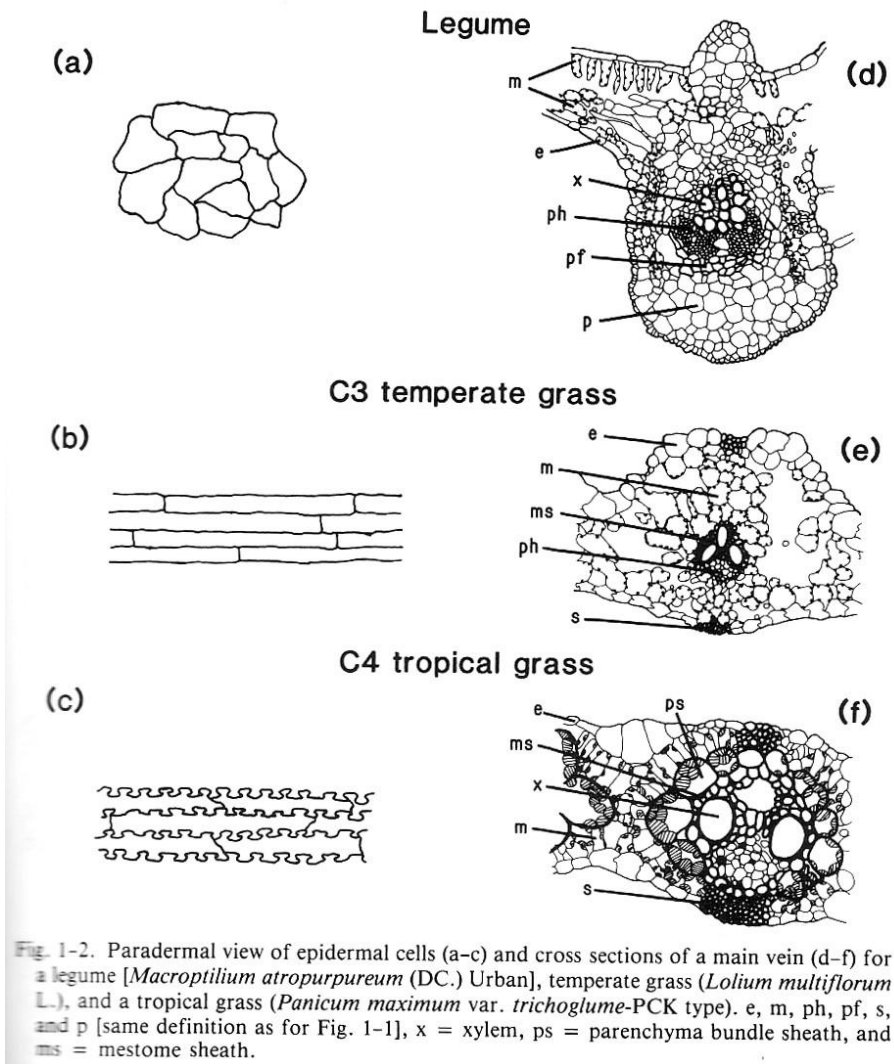 Legume
(a)
(d)
m
e
x
ph
pf
p
C3 temperate grass
(b)
(e)
e
m
ms
ph
s
C4 tropical grass
(c)
(f)
e
ps
ms
x
m
s
Fig. 1-2. Paradermal view of epidermal cells (a-c) and cross sections of a main vein (d-f) for
a legume [Macroptilium atropurpureum (DC.) Urban], temperate grass (Lolium multiflorum
L.), and a tropical grass (Panicum maximum var. trichoglume-PCK type). e, m, ph, pf, s,
and p [same definition as for Fig. 1-1], x = xylem, ps = parenchyma bundle sheath, and
ms = mestome sheath.